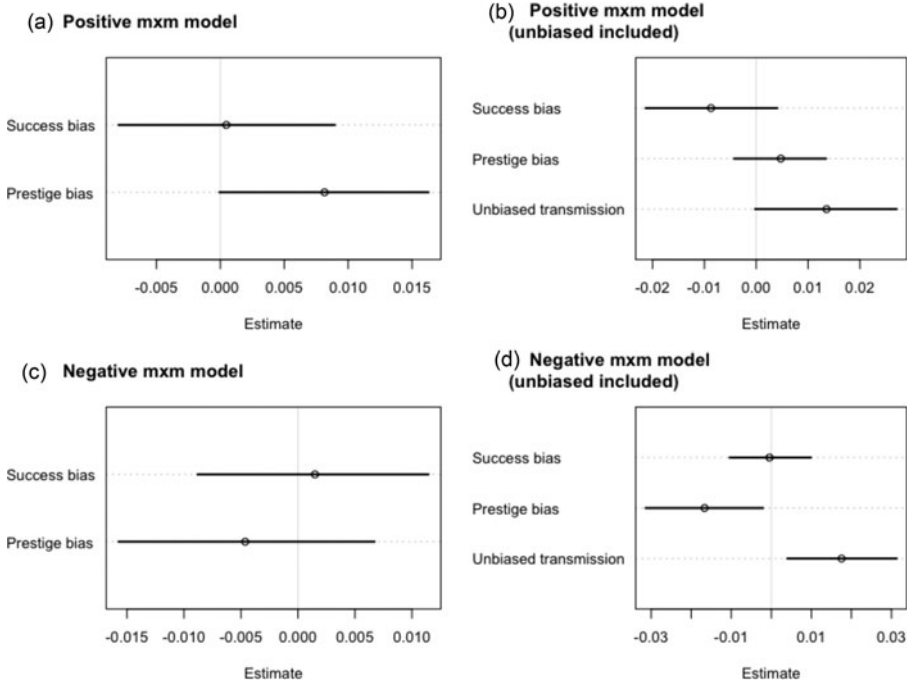 (a) Positive mxm model
Success bias
Prestige bias
-0.005 0.000 0.005 0.010 0.015
Estimate
(b) Positive mxm model
(unbiased included)
Success bias
Prestige bias
Unbiased transmission
-0.02 -0.01 0.00 0.01 0.02
Estimate
(c) Negative mxm model
Success bias
Prestige bias
-0.015 -0.010 -0.005 0.000 0.005 0.010
Estimate
(d) Negative mxm model
(unbiased included)
Success bias
Prestige bias
Unbiased transmission
-0.03 -0.01 0.01 0.03
Estimate